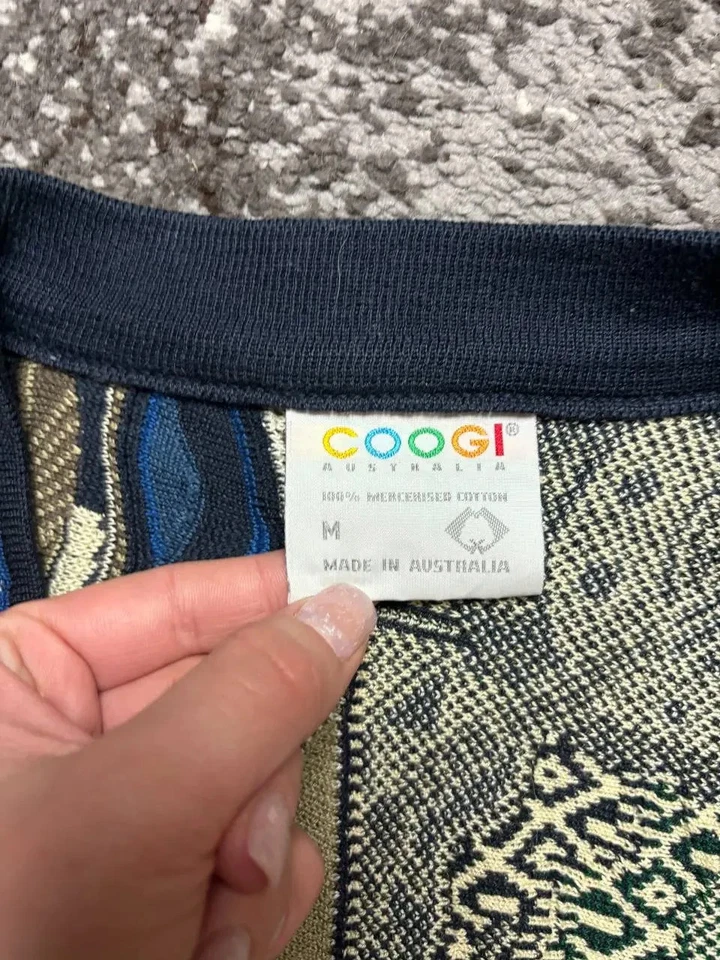 COOGI®
AUSTRALIA
100% MERCERISED COTTON
M
MADE IN AUSTRALIA